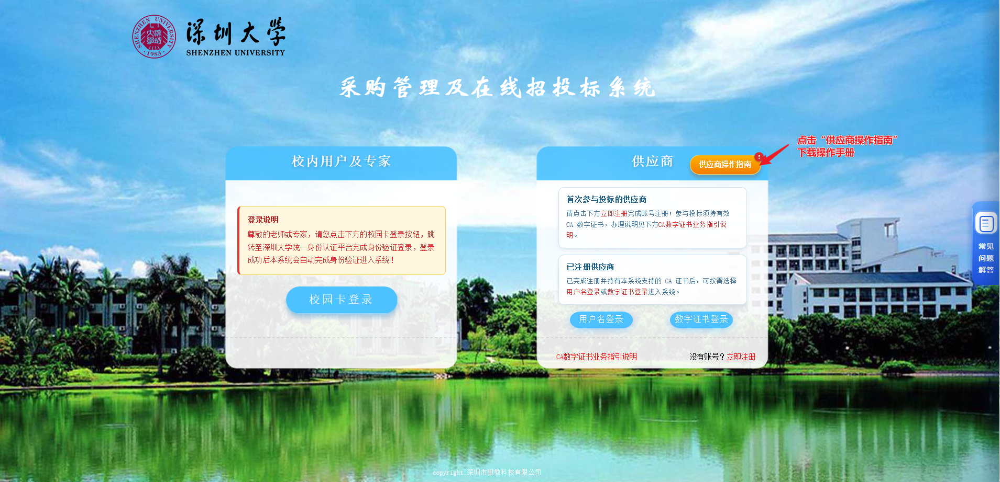 SHENZHEN UNIVERSITY
·1983·
深圳大学
SHENZHEN UNIVERSITY
采购管理及在线招投标系统
校内用户及专家
登录说明
尊敬的老师或专家，请您点击下方的校园卡登录按钮，跳
转至深圳大学统一身份认证平台完成身份验证登录，登录
成功后本系统会自动完成身份验证进入系统！
校园卡登录
供应商
供应商操作指南
!
点击“供应商操作指南”
下载操作手册
首次参与投标的供应商
请点击下方立即注册完成账号注册；参与投标须持有效
CA 数字证书，办理说明见下方CA数字证书业务指引说
明。
已注册供应商
已完成注册并持有本系统支持的 CA 证书后，可按需选择
用户名登录或数字证书登录进入系统。
用户名登录
数字证书登录
CA数字证书业务指引说明
没有账号？立即注册
常见
问题
解答
copyright:深圳市鹏教科技有限公司